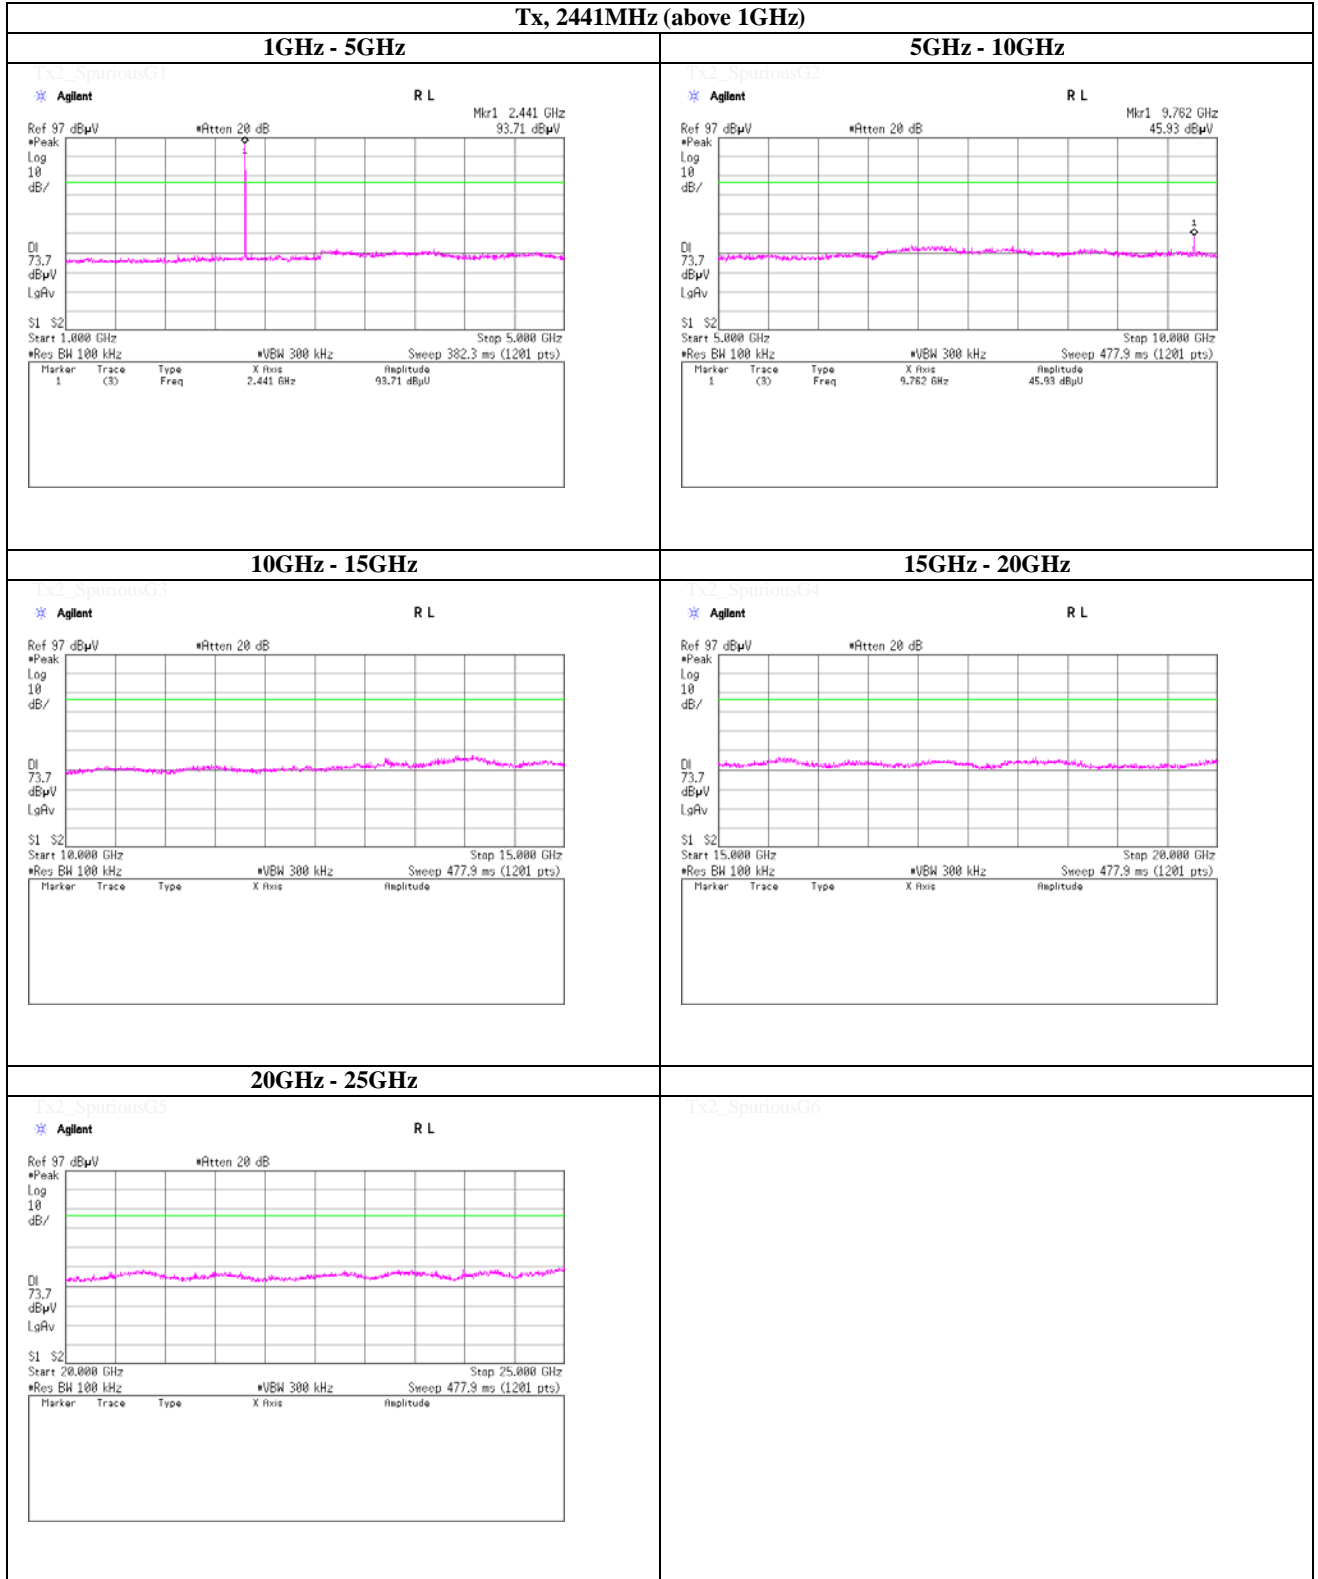 Tx, 2441MHz (above 1GHz)
1GHz - 5GHz
5GHz - 10GHz
Tx2_SpuriousG1
Agilent R L
Mkr1 2.441 GHz
Ref 97 dBµV #Atten 20 dB 93.71 dBµV
#Peak
Log
10
dB/
1
DI
73.7
dBµV
LgAv
S1 S2
Start 1.000 GHz Stop 5.000 GHz
#Res BW 100 kHz #VBW 300 kHz Sweep 382.3 ms (1201 pts)
Marker Trace Type X Axis Amplitude
1 (3) Freq 2.441 GHz 93.71 dBµV
Tx2_SpuriousG2
Agilent R L
Mkr1 9.762 GHz
Ref 97 dBµV #Atten 20 dB 45.93 dBµV
#Peak
Log
10
dB/
1
DI
73.7
dBµV
LgAv
S1 S2
Start 5.000 GHz Stop 10.000 GHz
#Res BW 100 kHz #VBW 300 kHz Sweep 477.9 ms (1201 pts)
Marker Trace Type X Axis Amplitude
1 (3) Freq 9.762 GHz 45.93 dBµV
10GHz - 15GHz
15GHz - 20GHz
Tx2_SpuriousG3
Agilent R L
Ref 97 dBµV #Atten 20 dB
#Peak
Log
10
dB/
DI
73.7
dBµV
LgAv
S1 S2
Start 10.000 GHz Stop 15.000 GHz
#Res BW 100 kHz #VBW 300 kHz Sweep 477.9 ms (1201 pts)
Marker Trace Type X Axis Amplitude
Tx2_SpuriousG4
Agilent R L
Ref 97 dBµV #Atten 20 dB
#Peak
Log
10
dB/
DI
73.7
dBµV
LgAv
S1 S2
Start 15.000 GHz Stop 20.000 GHz
#Res BW 100 kHz #VBW 300 kHz Sweep 477.9 ms (1201 pts)
Marker Trace Type X Axis Amplitude
20GHz - 25GHz
Tx2_SpuriousG5
Agilent R L
Ref 97 dBµV #Atten 20 dB
#Peak
Log
10
dB/
DI
73.7
dBµV
LgAv
S1 S2
Start 20.000 GHz Stop 25.000 GHz
#Res BW 100 kHz #VBW 300 kHz Sweep 477.9 ms (1201 pts)
Marker Trace Type X Axis Amplitude
Tx2_SpuriousG6